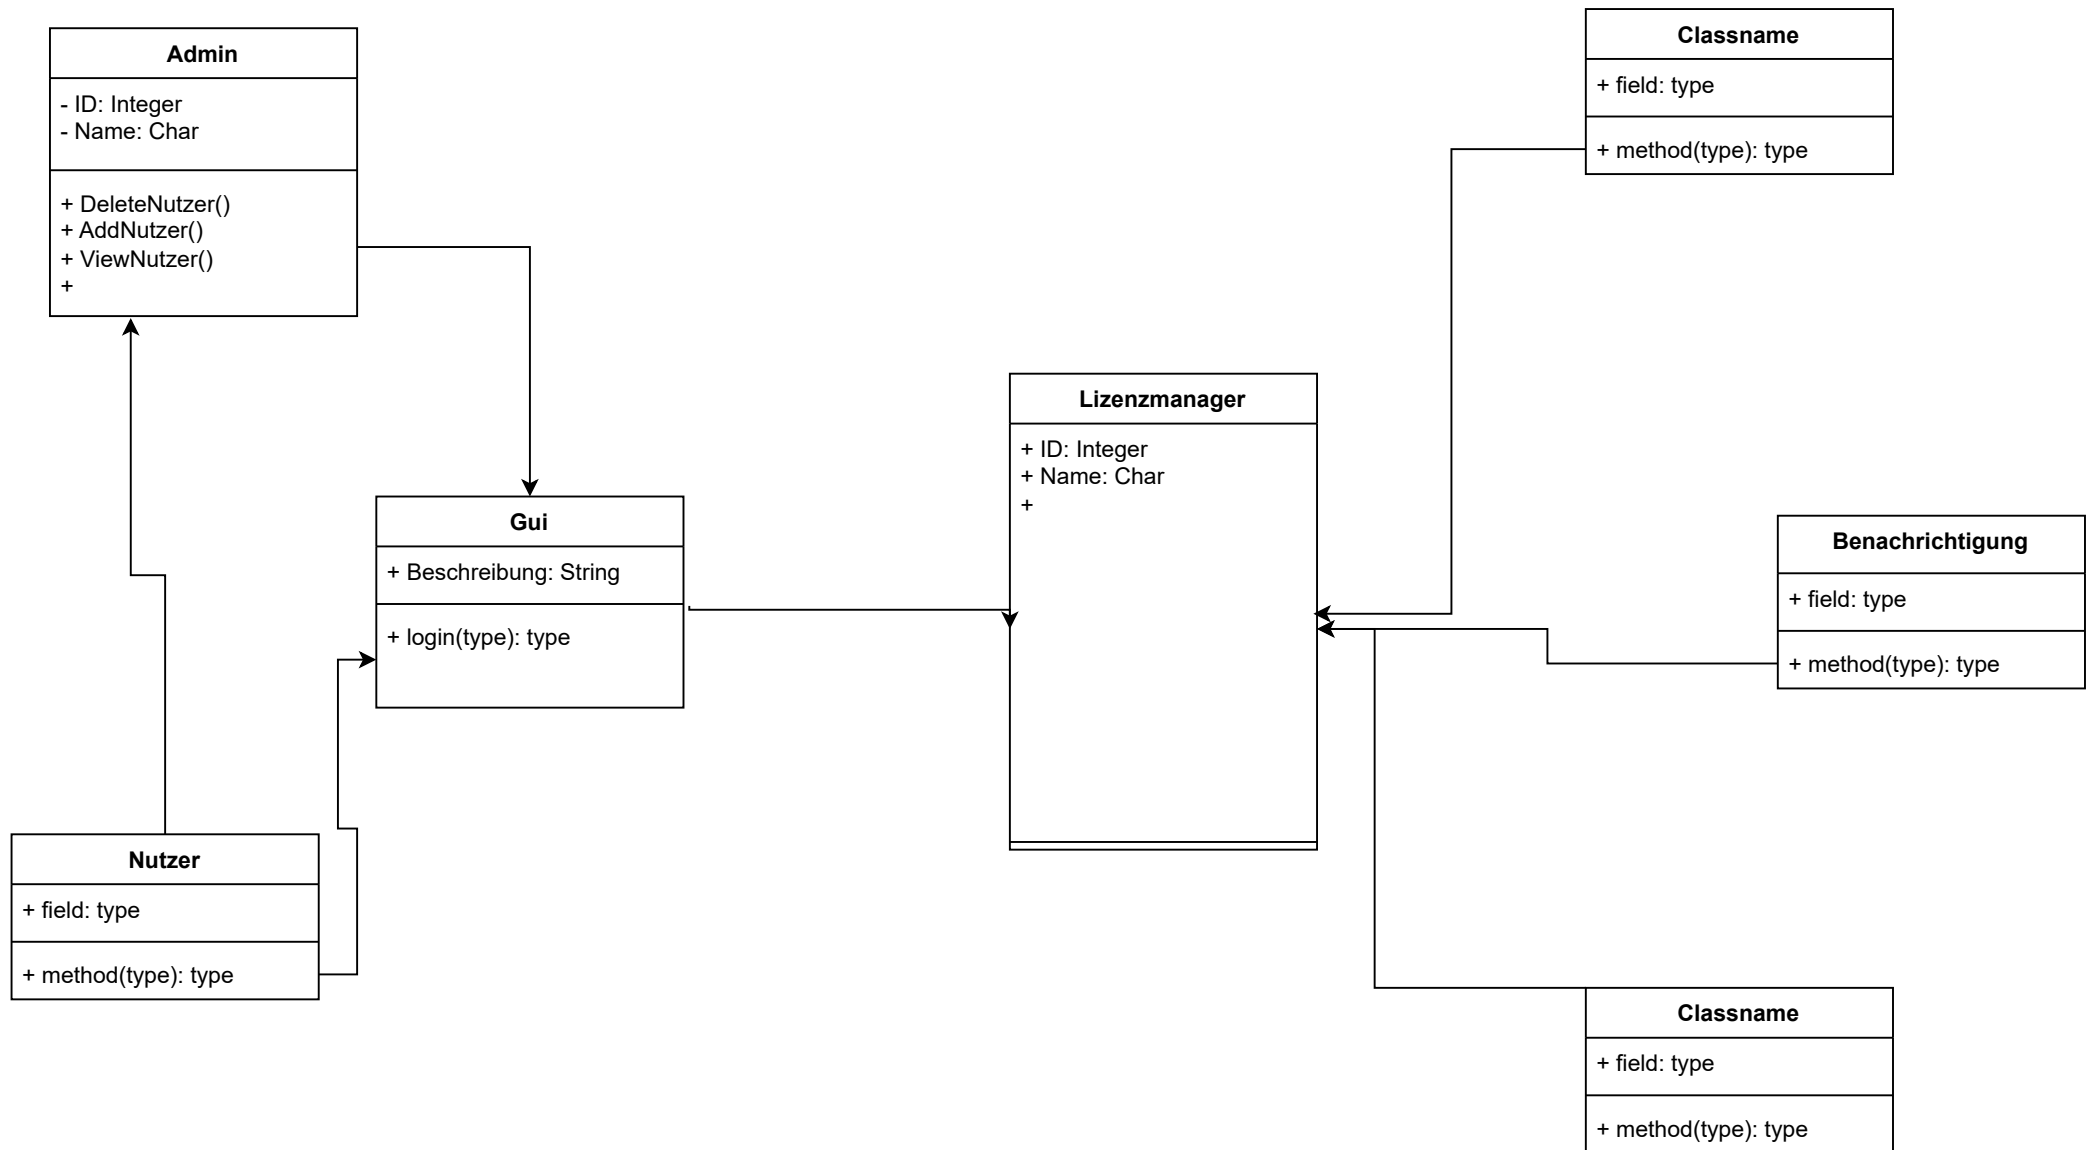 Admin
- ID: Integer
- Name: Char
+ DeleteNutzer()
+ AddNutzer()
+ ViewNutzer()
+
Classname
+ field: type
+ method(type): type
Gui
+ Beschreibung: String
+ login(type): type
Lizenzmanager
+ ID: Integer
+ Name: Char
+
Benachrichtigung
+ field: type
+ method(type): type
Nutzer
+ field: type
+ method(type): type
Classname
+ field: type
+ method(type): type